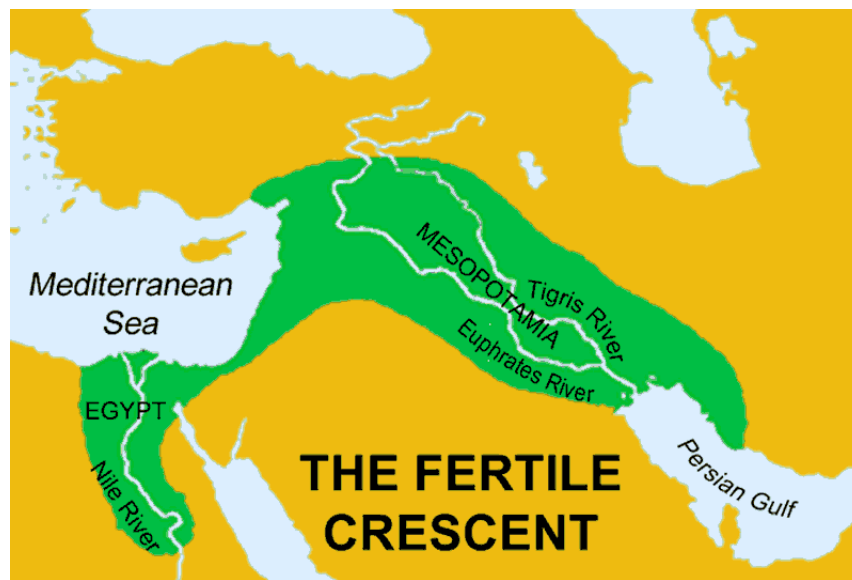 Mediterranean
Sea
MESOPOTAMIA
Tigris River
Euphrates River
EGYPT
Nile River
Persian Gulf
THE FERTILE
CRESCENT